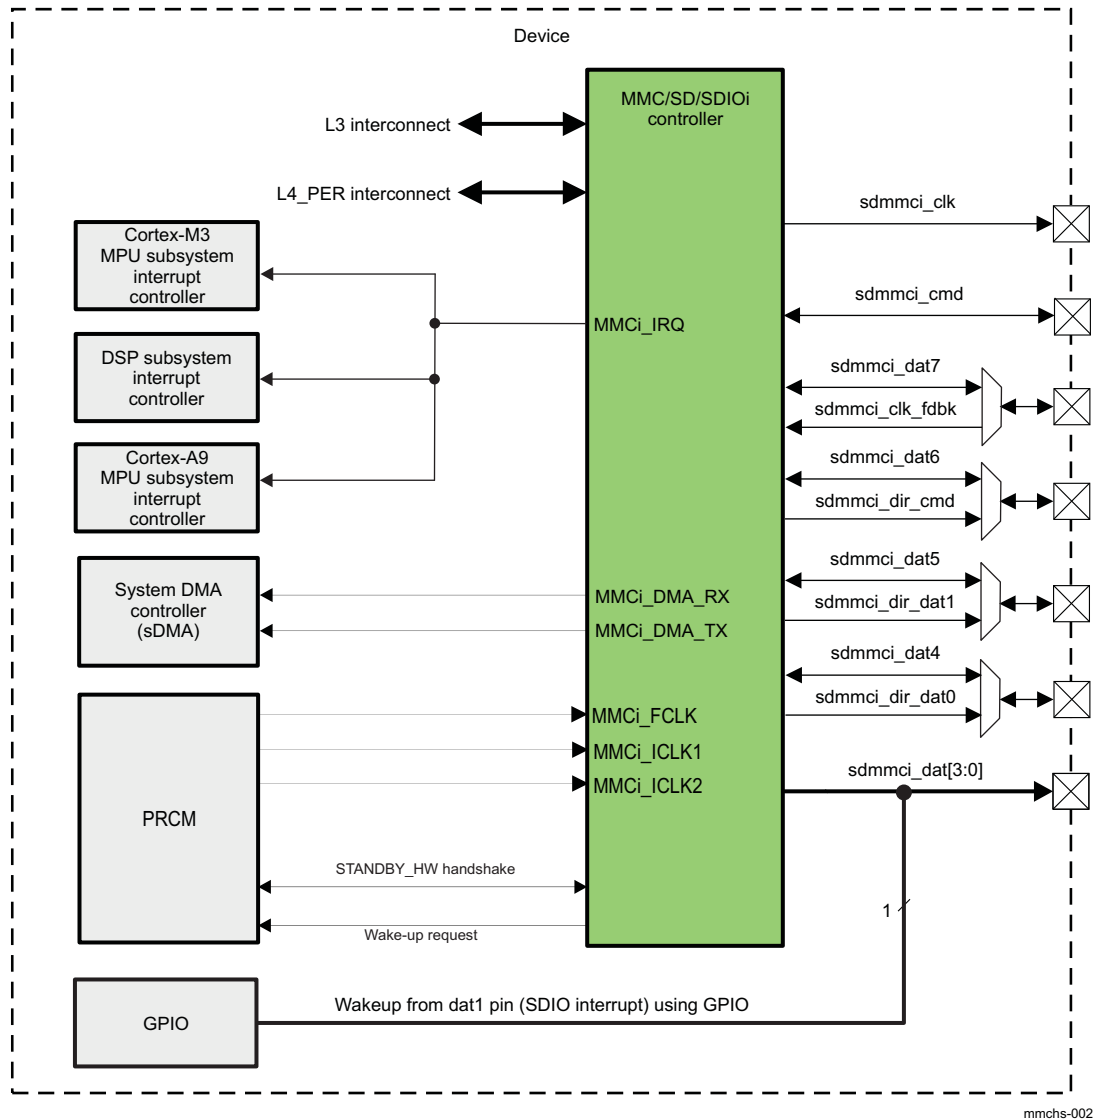 Device
MMC/SD/SDIOi
controller
L3 interconnect
L4_PER interconnect
sdmmci_clk
Cortex-M3
MPU subsystem
interrupt
controller
sdmmci_cmd
MMCi_IRQ
DSP subsystem
interrupt
controller
sdmmci_dat7
sdmmci_clk_fdbk
Cortex-A9
MPU subsystem
interrupt
controller
sdmmci_dat6
sdmmci_dir_cmd
System DMA
controller
(sDMA)
MMCi_DMA_RX
MMCi_DMA_TX
sdmmci_dat5
sdmmci_dir_dat1
sdmmci_dat4
sdmmci_dir_dat0
MMCi_FCLK
MMCi_ICLK1
MMCi_ICLK2
sdmmci_dat[3:0]
PRCM
STANDBY_HW handshake
1
Wake-up request
Wakeup from dat1 pin (SDIO interrupt) using GPIO
GPIO
mmchs-002